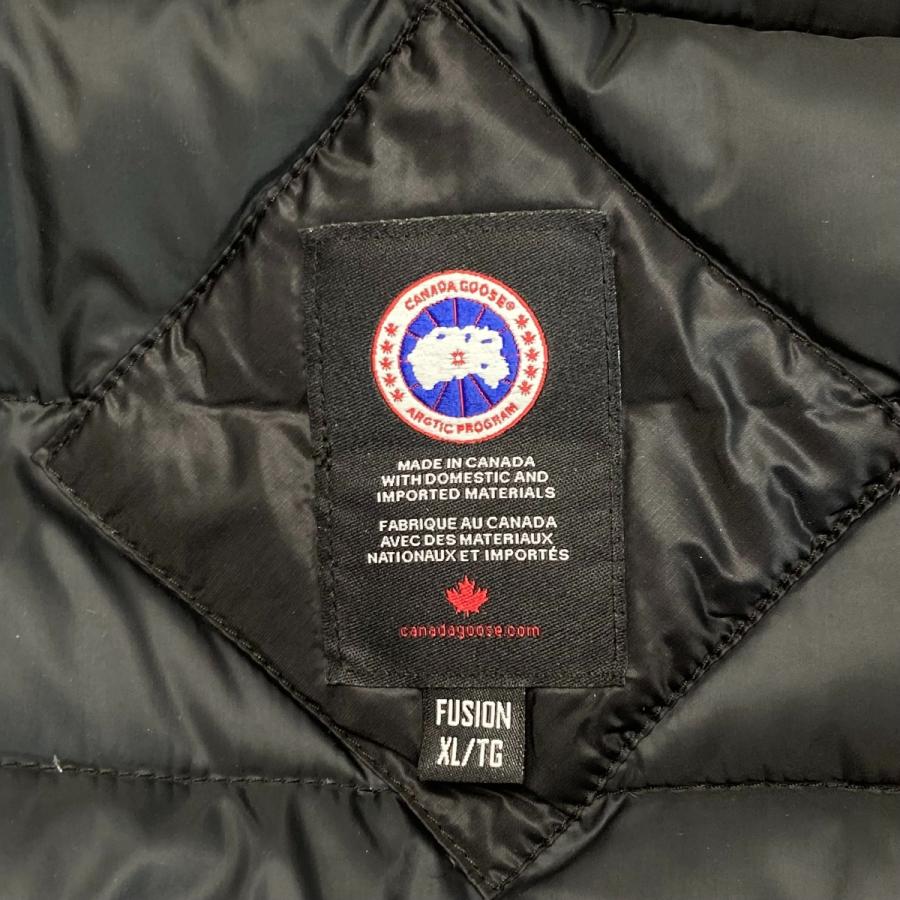 CANADA GOOSE®
ARCTIC PROGRAM
MADE IN CANADA
WITH DOMESTIC AND
IMPORTED MATERIALS
FABRIQUE AU CANADA
AVEC DES MATERIAUX
NATIONAUX ET IMPORTÉS
canadagoose.com
FUSION
XL/TG